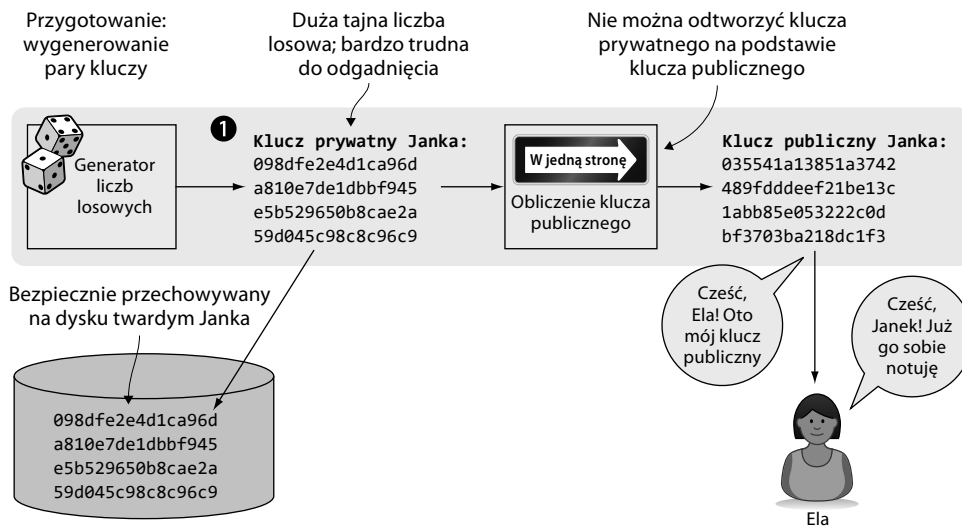 Przygotowanie:
wygenerowanie
pary kluczy
Duża tajna liczba
losowa; bardzo trudna
do odgadnięcia
Nie można odtworzyć klucza
prywatnego na podstawie
klucza publicznego
1
Generator
liczb
losowych
Klucz prywatny Janka:
098dfe2e4d1ca96d
a810e7de1dbbf945
e5b529650b8cae2a
59d045c98c8c96c9
W jedną stronę
Obliczenie klucza
publicznego
Klucz publiczny Janka:
035541a13851a3742
489fdddeef21be13c
1abb85e053222c0d
bf3703ba218dc1f3
Bezpiecznie przechowywany
na dysku twardym Janka
098dfe2e4d1ca96d
a810e7de1dbbf945
e5b529650b8cae2a
59d045c98c8c96c9
Cześć,
Ela! Oto
mój klucz
publiczny
Cześć,
Janek! Już
go sobie
notuję
Ela